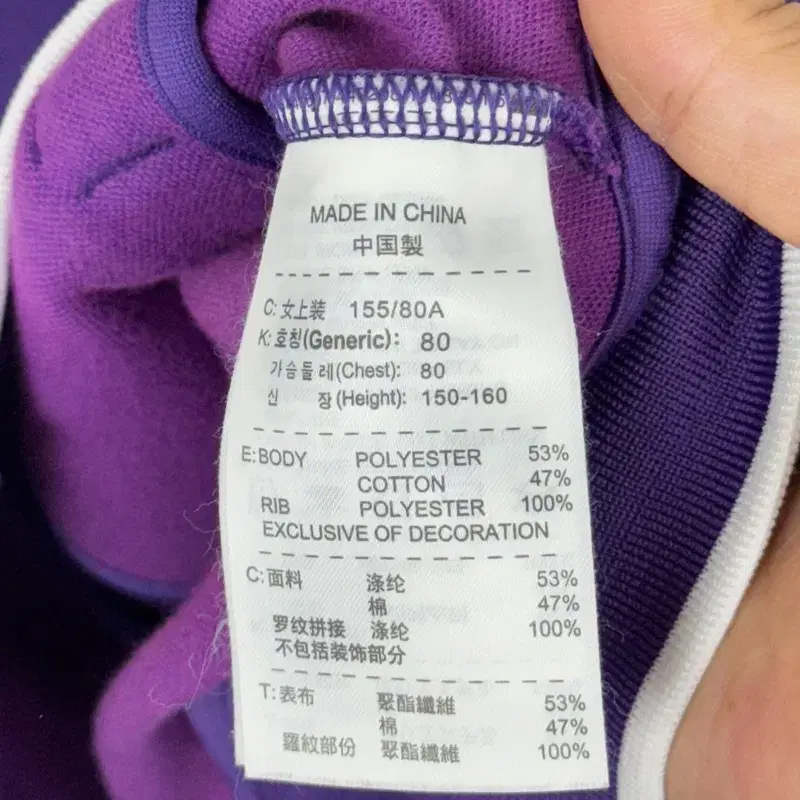 MADE IN CHINA
中国製
C: 女上装 155/80A
K: 호칭(Generic): 80
가슴둘레(Chest): 80
신 장(Height): 150-160
E: BODY POLYESTER 53%
COTTON 47%
RIB POLYESTER 100%
EXCLUSIVE OF DECORATION
C: 面料 涤纶 53%
棉 47%
罗纹拼接 涤纶 100%
不包括装饰部分
T: 表布 聚酯纖維 53%
棉 47%
羅紋部份 聚酯纖維 100%